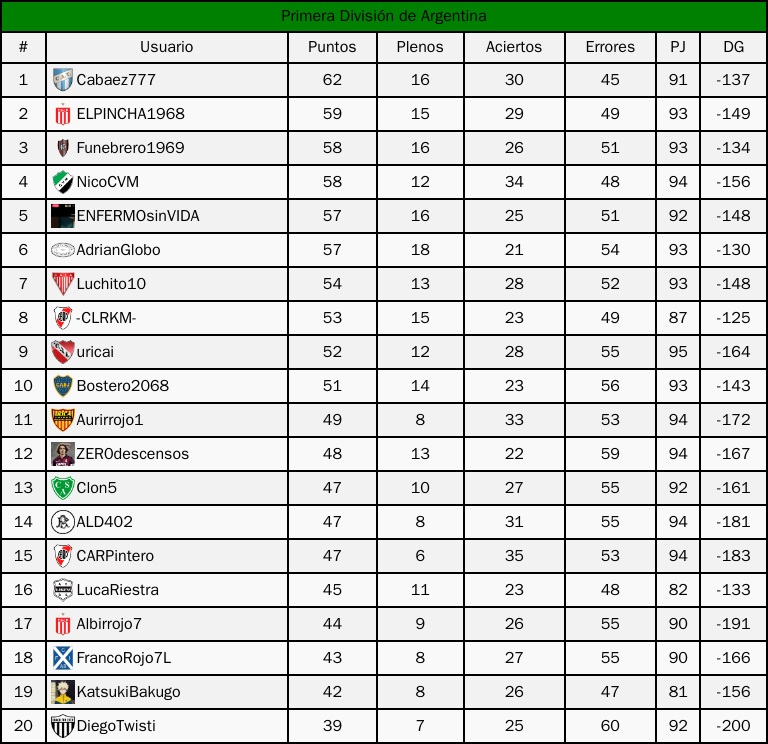 Primera División de Argentina
# Usuario Puntos Plenos Aciertos Errores PJ DG
1 Cabaez777 62 16 30 45 91 -137
2 ELPINCHA1968 59 15 29 49 93 -149
3 Funebrero1969 58 16 26 51 93 -134
4 NicoCVM 58 12 34 48 94 -156
5 ENFERMOsinVIDA 57 16 25 51 92 -148
6 AdrianGlobo 57 18 21 54 93 -130
7 Luchito10 54 13 28 52 93 -148
8 -CLRKM- 53 15 23 49 87 -125
9 uricai 52 12 28 55 95 -164
10 Bostero2068 51 14 23 56 93 -143
11 Aurirrojo1 49 8 33 53 94 -172
12 ZEROdescensos 48 13 22 59 94 -167
13 Clon5 47 10 27 55 92 -161
14 ALD402 47 8 31 55 94 -181
15 CARPintero 47 6 35 53 94 -183
16 LucaRiestra 45 11 23 48 82 -133
17 Albirrojo7 44 9 26 55 90 -191
18 FrancoRojo7L 43 8 27 55 90 -166
19 KatsukiBakugo 42 8 26 47 81 -156
20 DiegoTwisti 39 7 25 60 92 -200